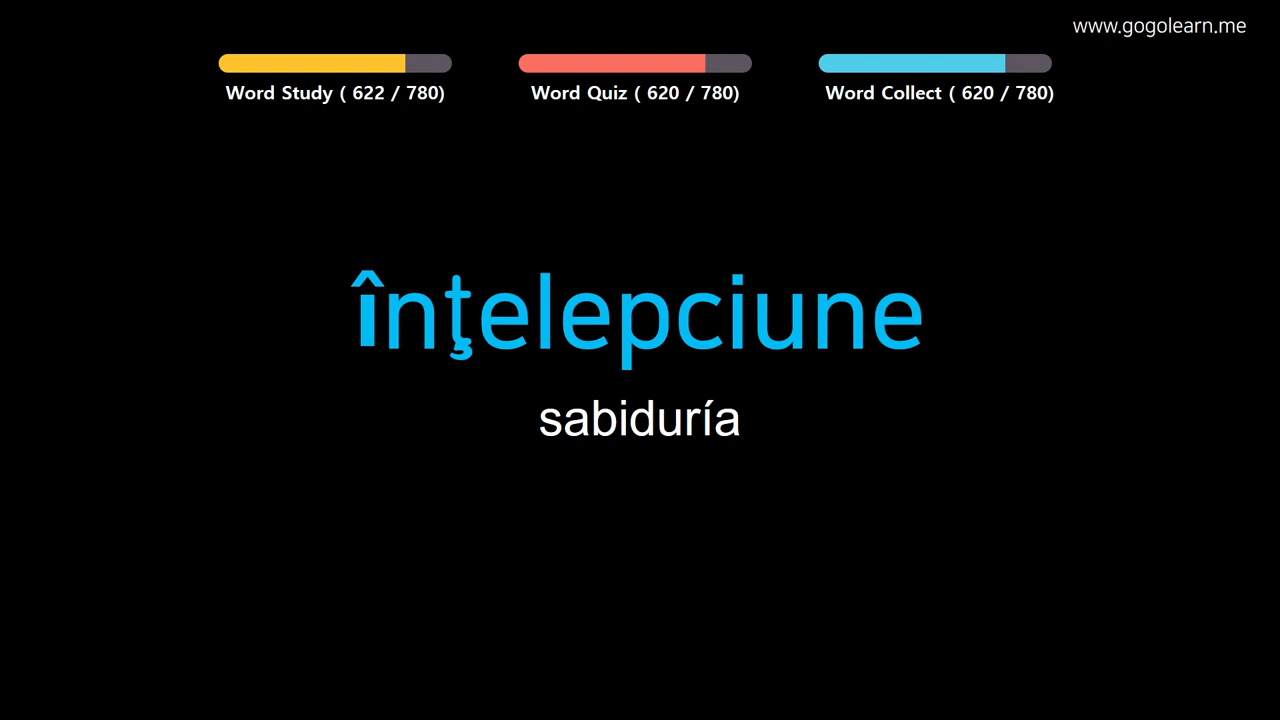 www.gogolearn.me
Word Study ( 622 / 780)
Word Quiz ( 620 / 780)
Word Collect ( 620 / 780)
înţelepciune
sabiduría